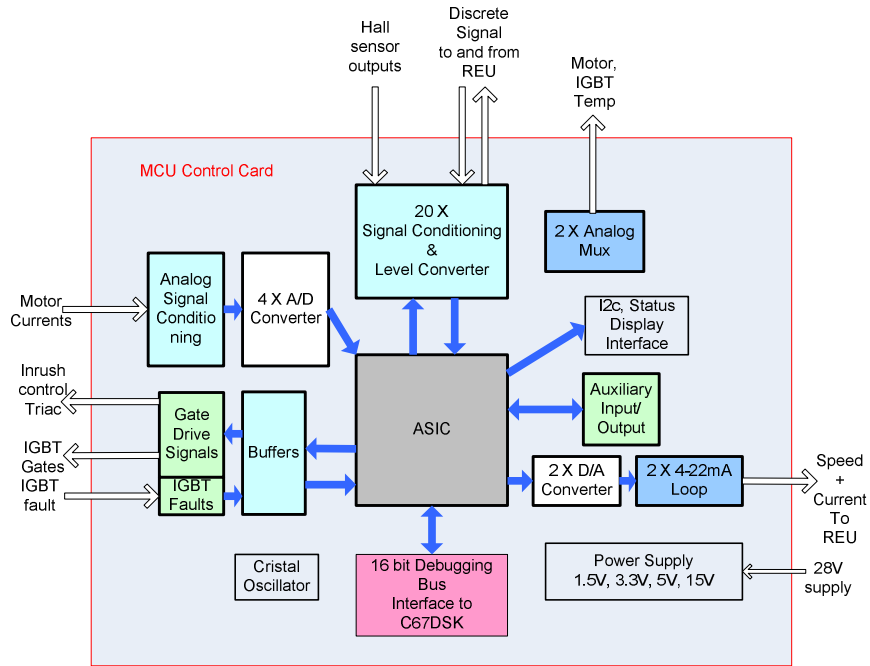 Hall
sensor
outputs
Discrete
Signal
to and from
REU
Motor,
IGBT
Temp
MCU Control Card
20 X
Signal Conditioning
&
Level Converter
2 X Analog
Mux
Analog
Signal
Conditio
ning
4 X A/D
Converter
Motor
Currents
I2c, Status
Display
Interface
Inrush
control
Triac
Gate
Drive
Signals
Buffers
ASIC
Auxiliary
Input/
Output
IGBT
Gates
IGBT
fault
IGBT
Faults
2 X D/A
Converter
2 X 4-22mA
Loop
Speed
+
Current
To
REU
Cristal
Oscillator
16 bit Debugging
Bus
Interface to
C67DSK
Power Supply
1.5V, 3.3V, 5V, 15V
28V
supply